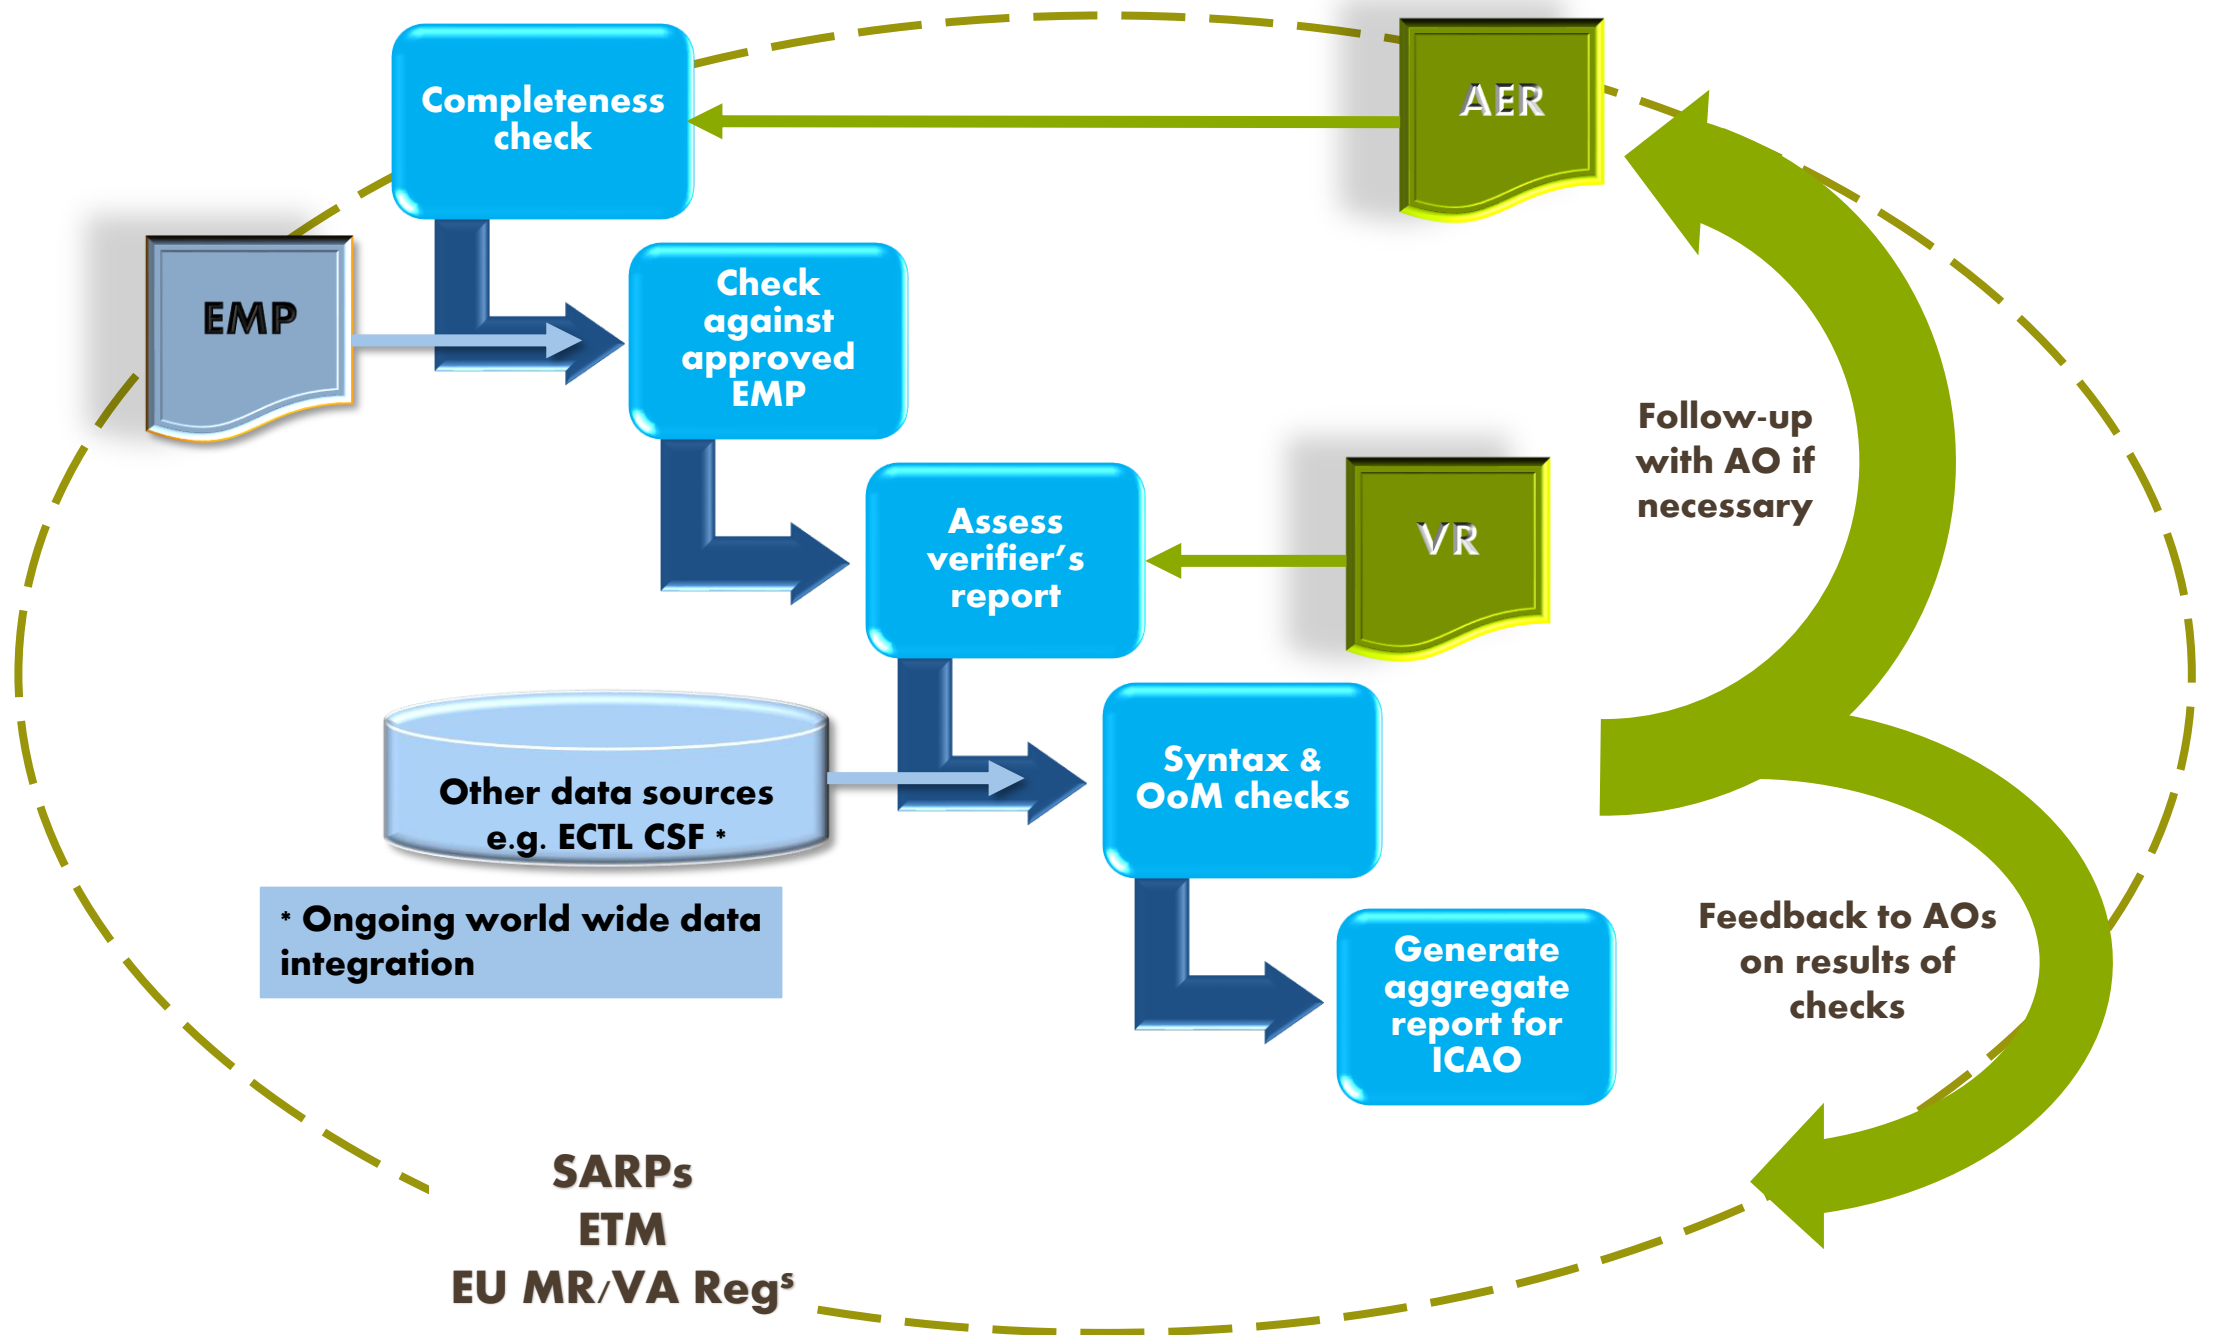 Completeness
check
AER
EMP
Check
against
approved
EMP
Follow-up
with AO if
necessary
Assess
verifier’s
report
VR
Other data sources
e.g. ECTL CSF *
Syntax &
OoM checks
* Ongoing world wide data
integration
Generate
aggregate
report for
ICAO
Feedback to AOs
on results of
checks
SARPs
ETM
EU MR/VA Regˢ